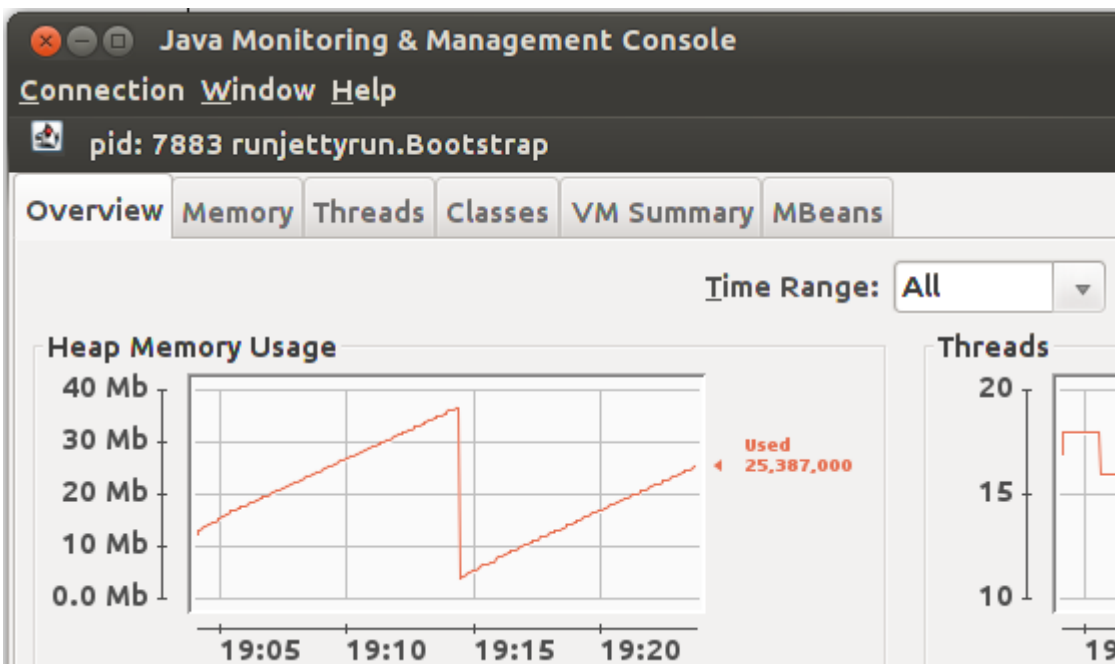 Java Monitoring & Management Console
Connection Window Help
pid: 7883 runjettyrun.Bootstrap
Overview Memory Threads Classes VM Summary MBeans
Time Range: All
Heap Memory Usage
40 Mb
30 Mb
20 Mb
10 Mb
0.0 Mb
Used
25,387,000
19:05 19:10 19:15 19:20
Threads
20
15
10
19